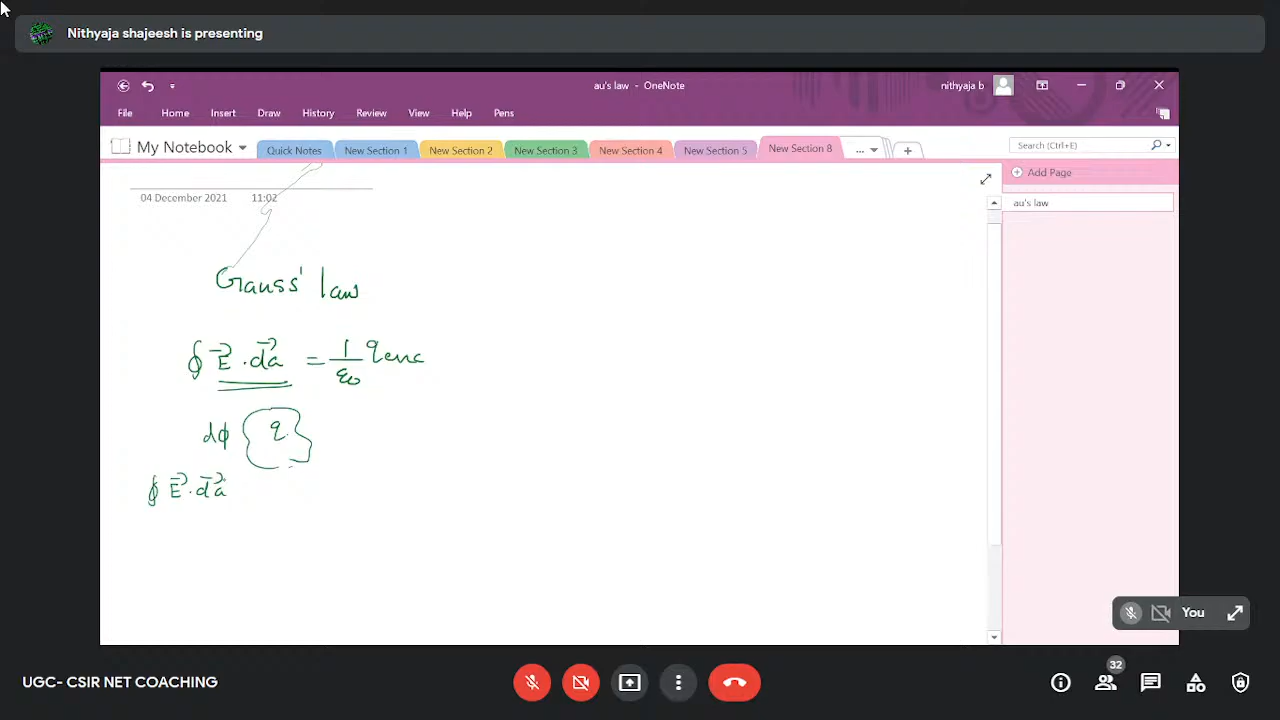 Nithyaja shajeesh is presenting
au's law - OneNote
nithyaja b
File Home Insert Draw History Review View Help Pens
My Notebook Quick Notes New Section 1 New Section 2 New Section 3 New Section 4 New Section 5 New Section 8 ... + Search (Ctrl+E)
Add Page
04 December 2021 11:02
au's law
Gauss' law
∮ E⃗ · da⃗ = 1/ε₀ qenc
dϕ q
∮ E⃗ · da⃗
You
UGC- CSIR NET COACHING
32